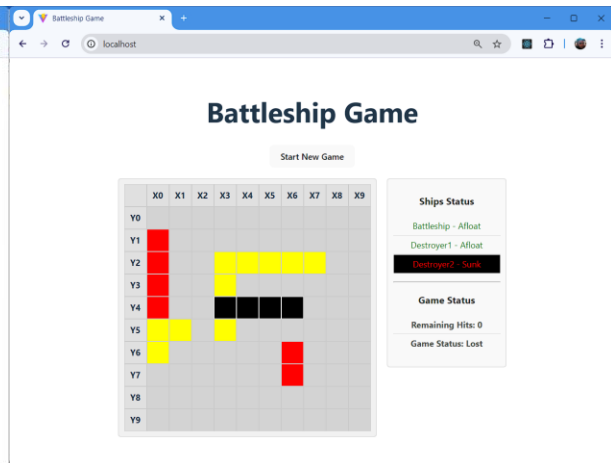 Battleship Game
localhost
Battleship Game
Start New Game
X0 X1 X2 X3 X4 X5 X6 X7 X8 X9
Y0
Y1
Y2
Y3
Y4
Y5
Y6
Y7
Y8
Y9
Ships Status
Battleship - Afloat
Destroyer1 - Afloat
Destroyer2 - Sunk
Game Status
Remaining Hits: 0
Game Status: Lost